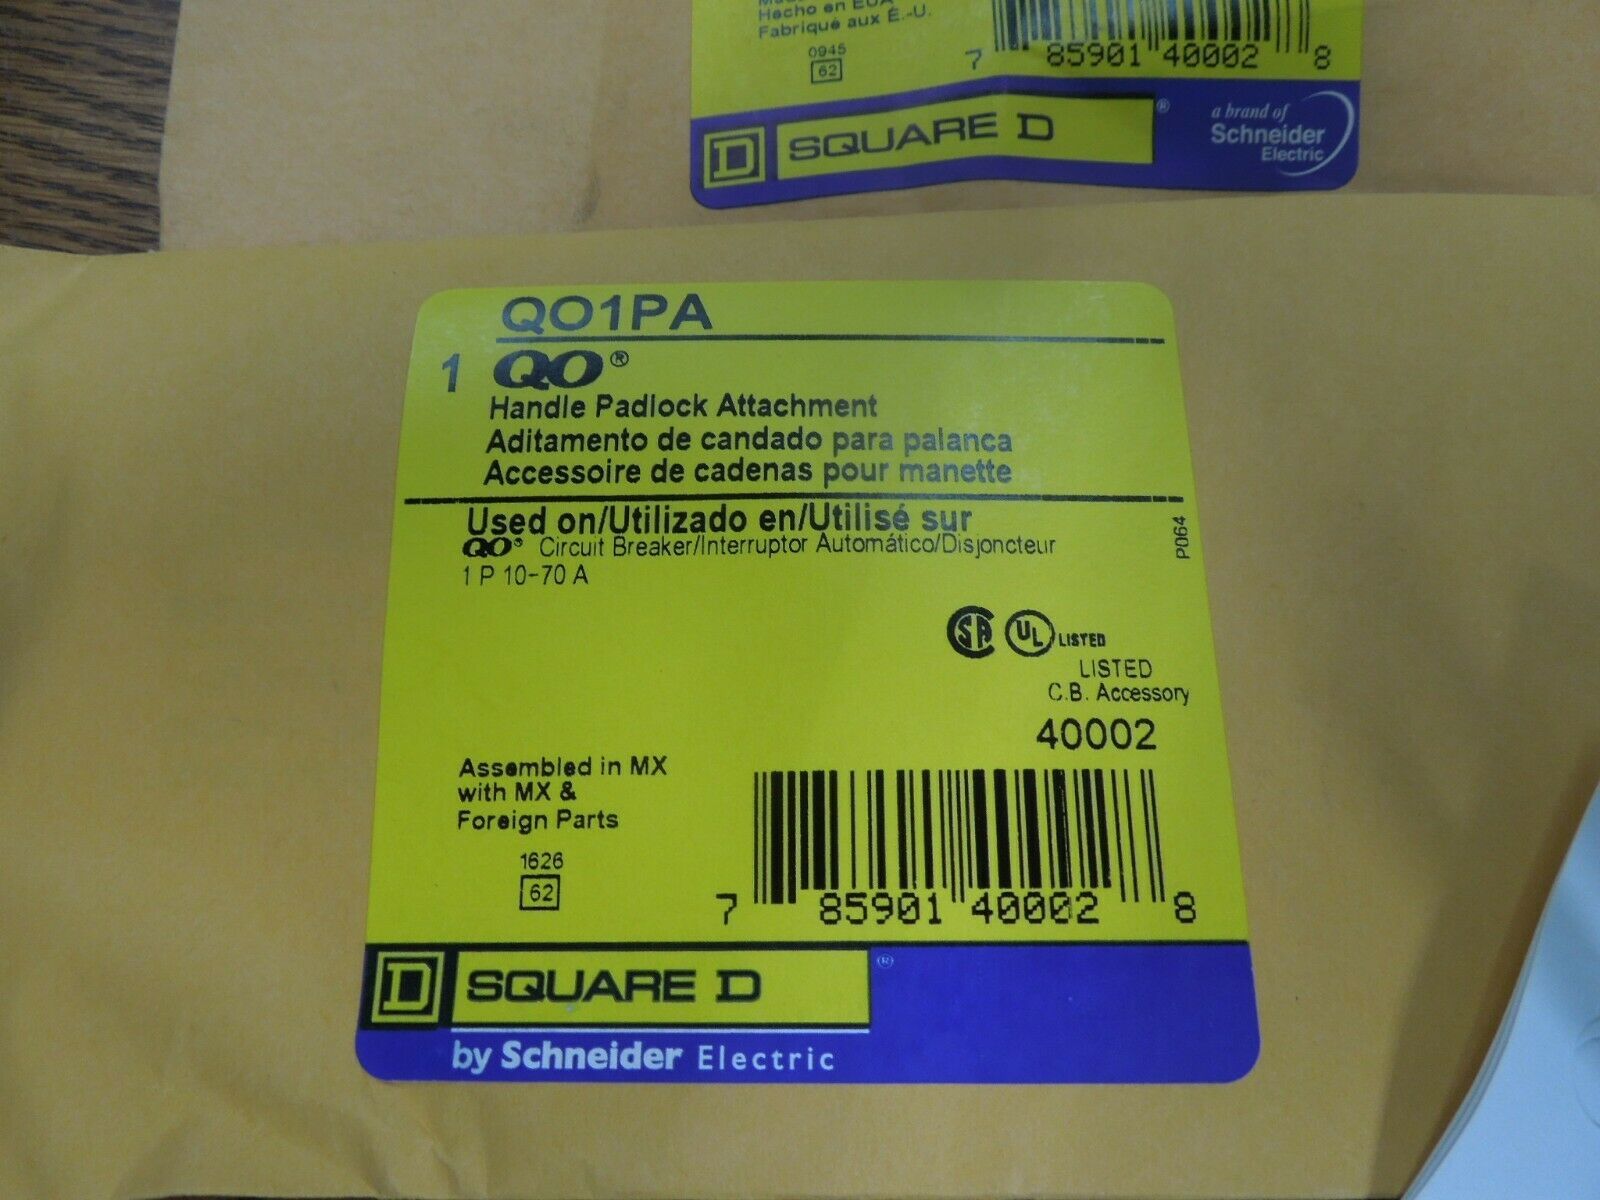 Hecho en EUA
Fabriqué aux É.-U.
0945
62
7 85901 40002 8
D SQUARE D ®
a brand of
Schneider
Electric
QO1PA
1 QO®
Handle Padlock Attachment
Aditamento de candado para palanca
Accessoire de cadenas pour manette
Used on/Utilizado en/Utilisé sur
QO® Circuit Breaker/Interruptor Automático/Disjoncteur
1 P 10-70 A
P064
SA UL LISTED
LISTED
C.B. Accessory
40002
Assembled in MX
with MX &
Foreign Parts
1626
62
7 85901 40002 8
D SQUARE D ®
by Schneider Electric